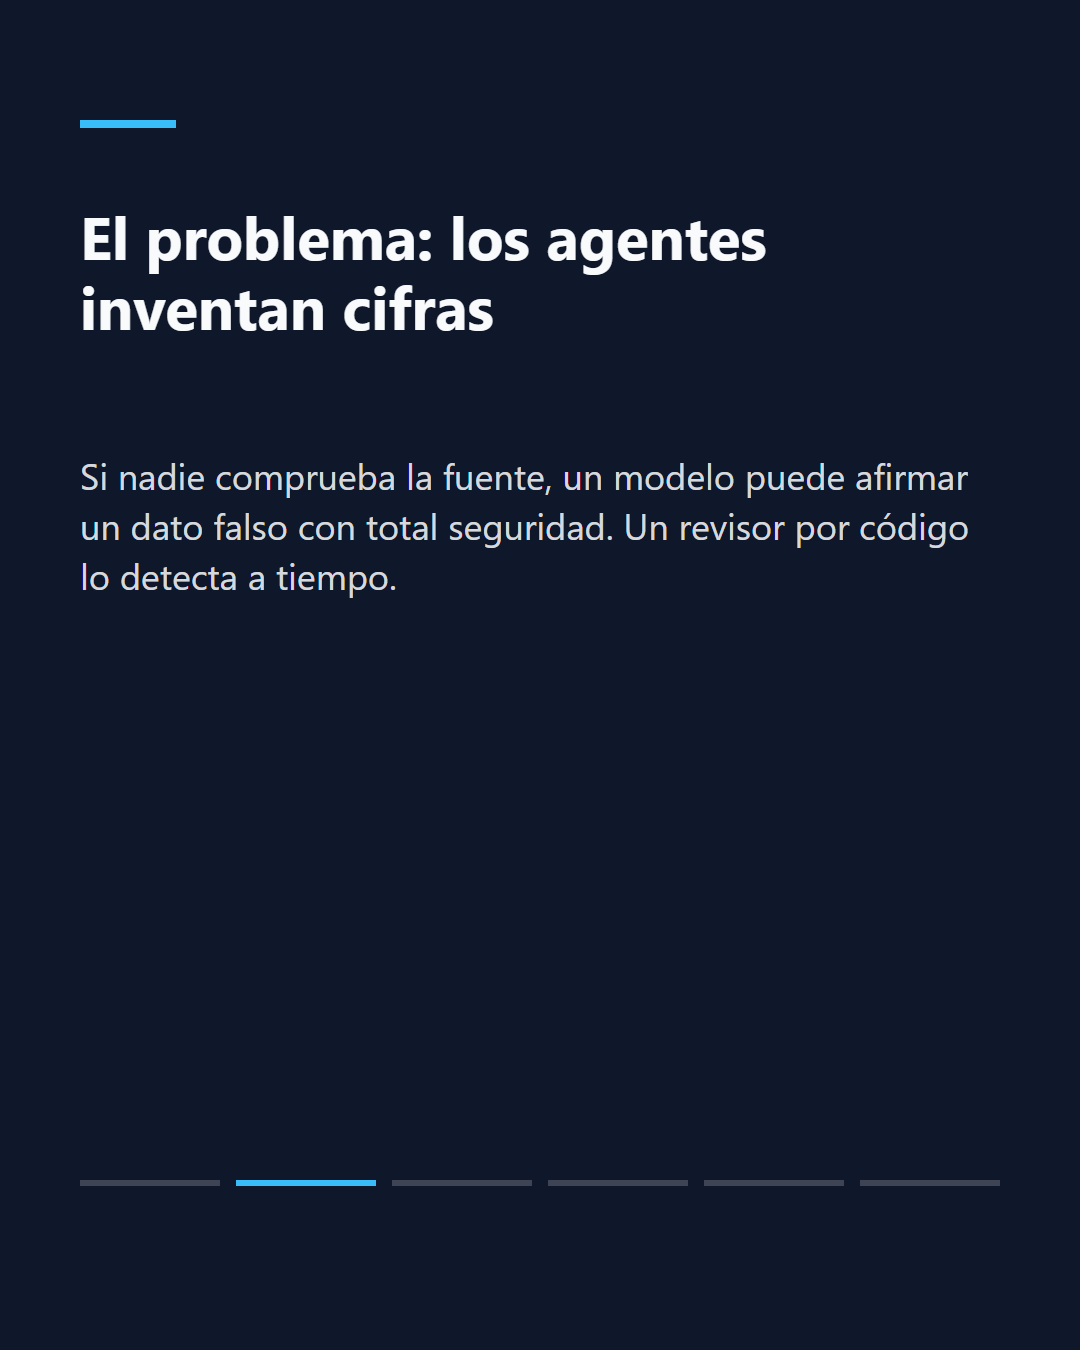 El problema: los agentes
inventan cifras
Si nadie comprueba la fuente, un modelo puede afirmar
un dato falso con total seguridad. Un revisor por código
lo detecta a tiempo.